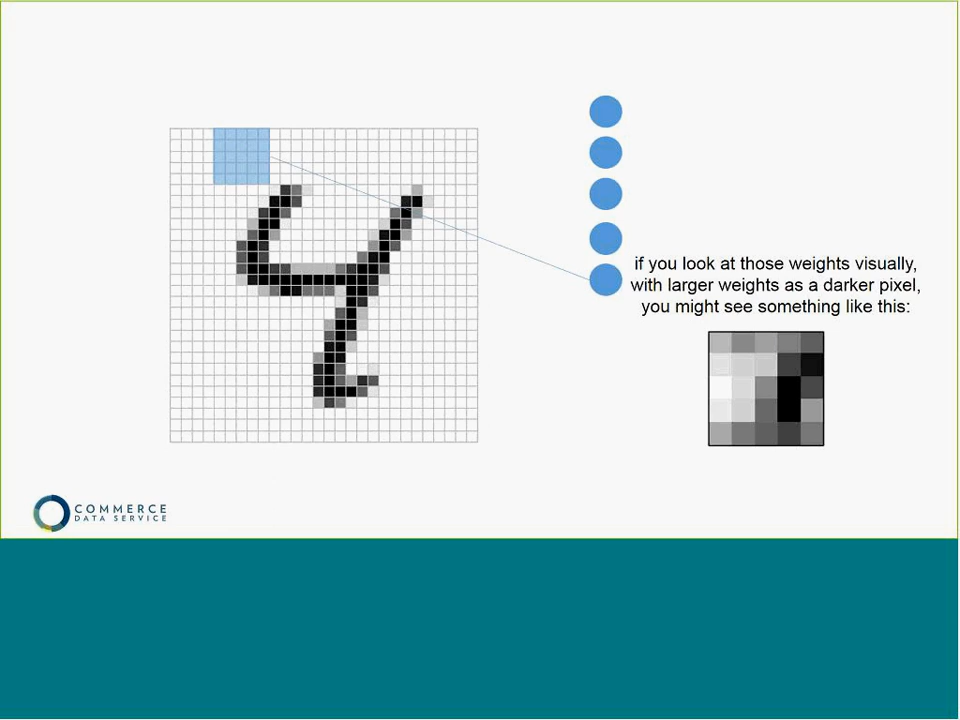 if you look at those weights visually,
with larger weights as a darker pixel,
you might see something like this:
COMMERCE
DATA SERVICE